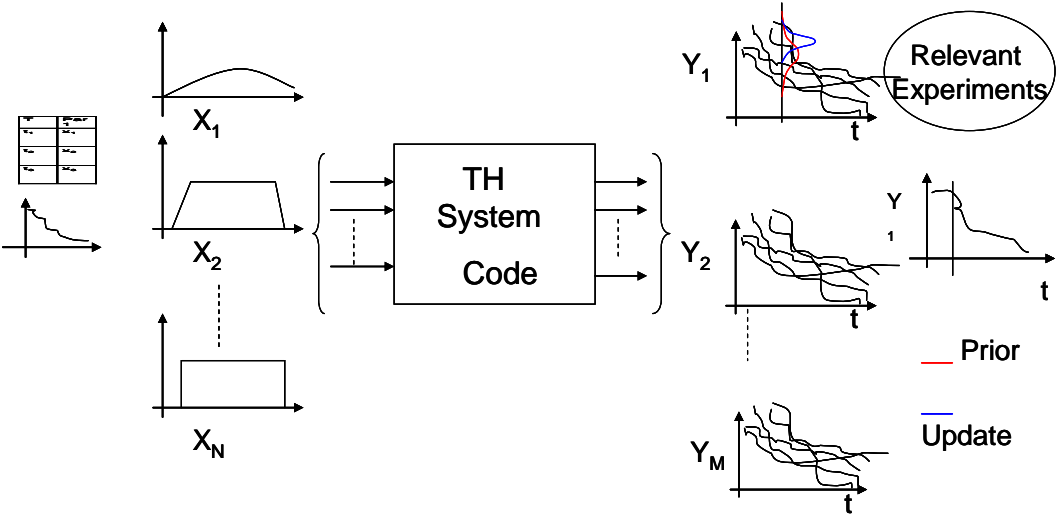 X1
X2
XN
TH
System
Code
Y1
t
Relevant
Experiments
Y2
t
Y
1
t
Prior
Update
YM
t